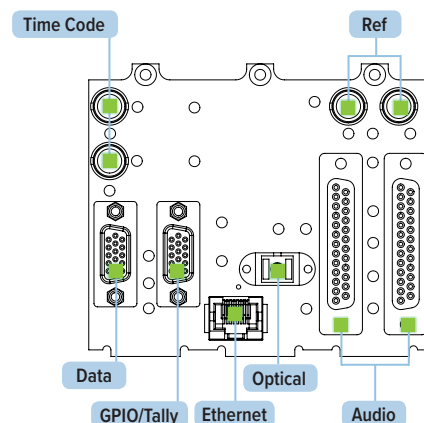 Time Code
Ref
Data
Optical
GPIO/Tally
Ethernet
Audio